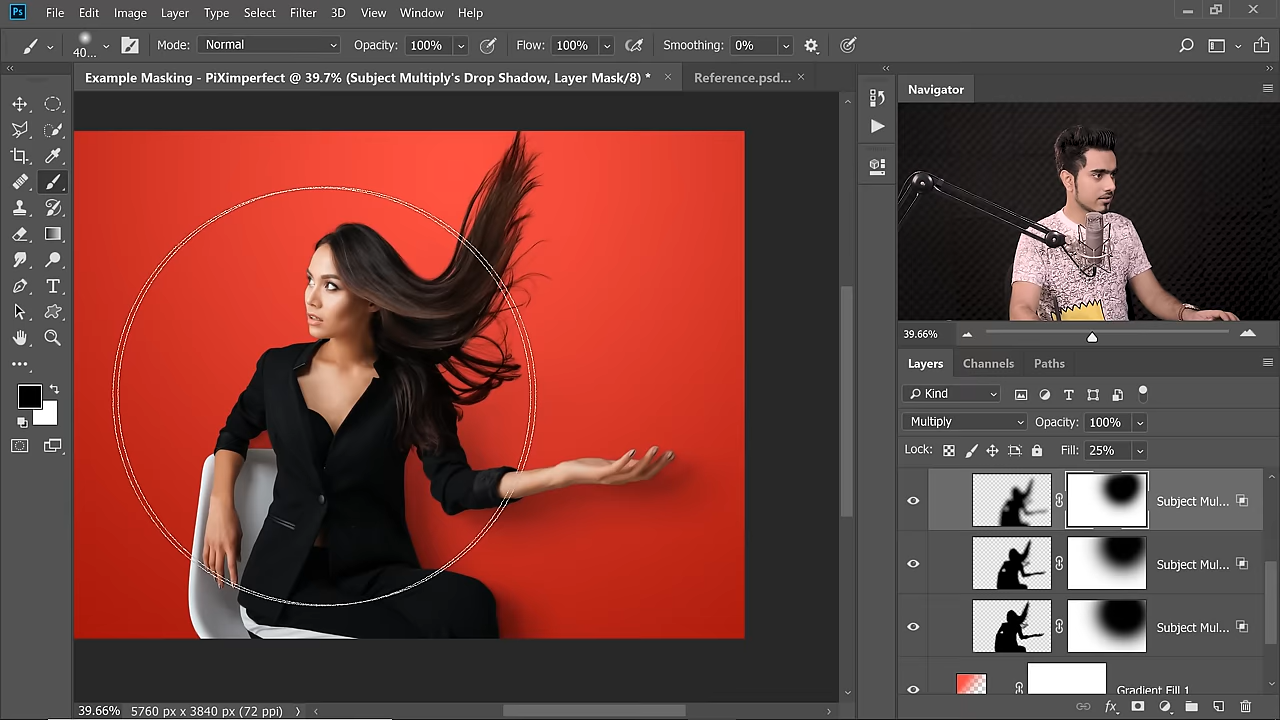 Ps File Edit Image Layer Type Select Filter 3D View Window Help
40... Mode: Normal Opacity: 100% Flow: 100% Smoothing: 0%
Example Masking - PiXimperfect @ 39.7% (Subject Multiply's Drop Shadow, Layer Mask/8) * × Reference.psd... ×
Navigator
39.66%
Layers Channels Paths
Kind
Multiply Opacity: 100%
Lock: Fill: 25%
Subject Mul...
Subject Mul...
Subject Mul...
Gradient Fill 1
39.66% 5760 px x 3840 px (72 ppi)
fx